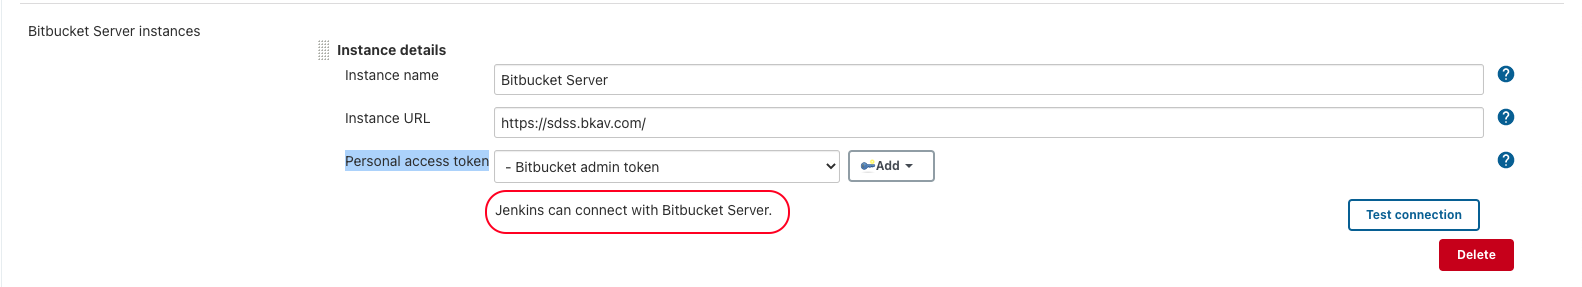 Bitbucket Server instances
Instance details
Instance name
Bitbucket Server
?
Instance URL
https://sdss.bkav.com/
?
Personal access token
- Bitbucket admin token
Add
?
Jenkins can connect with Bitbucket Server.
Test connection
Delete